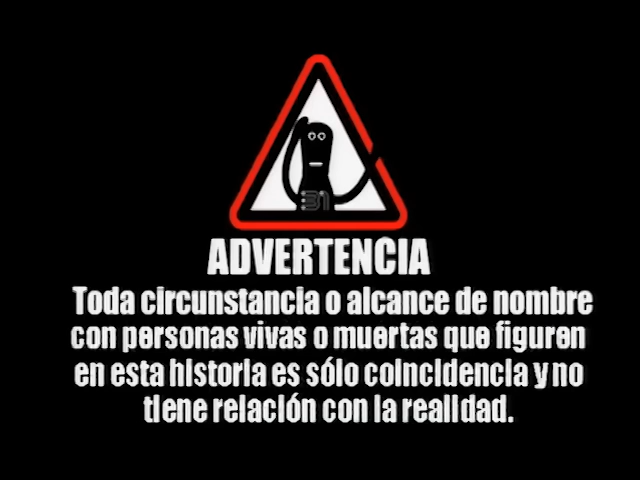 31
ADVERTENCIA
Toda circunstancia o alcance de nombre
con personas vivas o muertas que figuren
en esta historia es sólo coincidencia y no
tiene relación con la realidad.